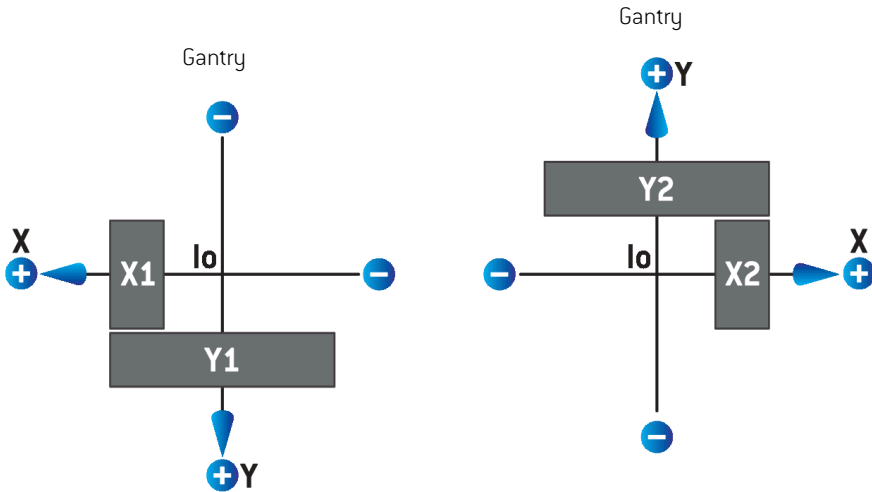 Gantry
−
X
+
X1
Io
−
Y1
+Y
Gantry
+Y
Y2
−
Io
X2
X
+
−